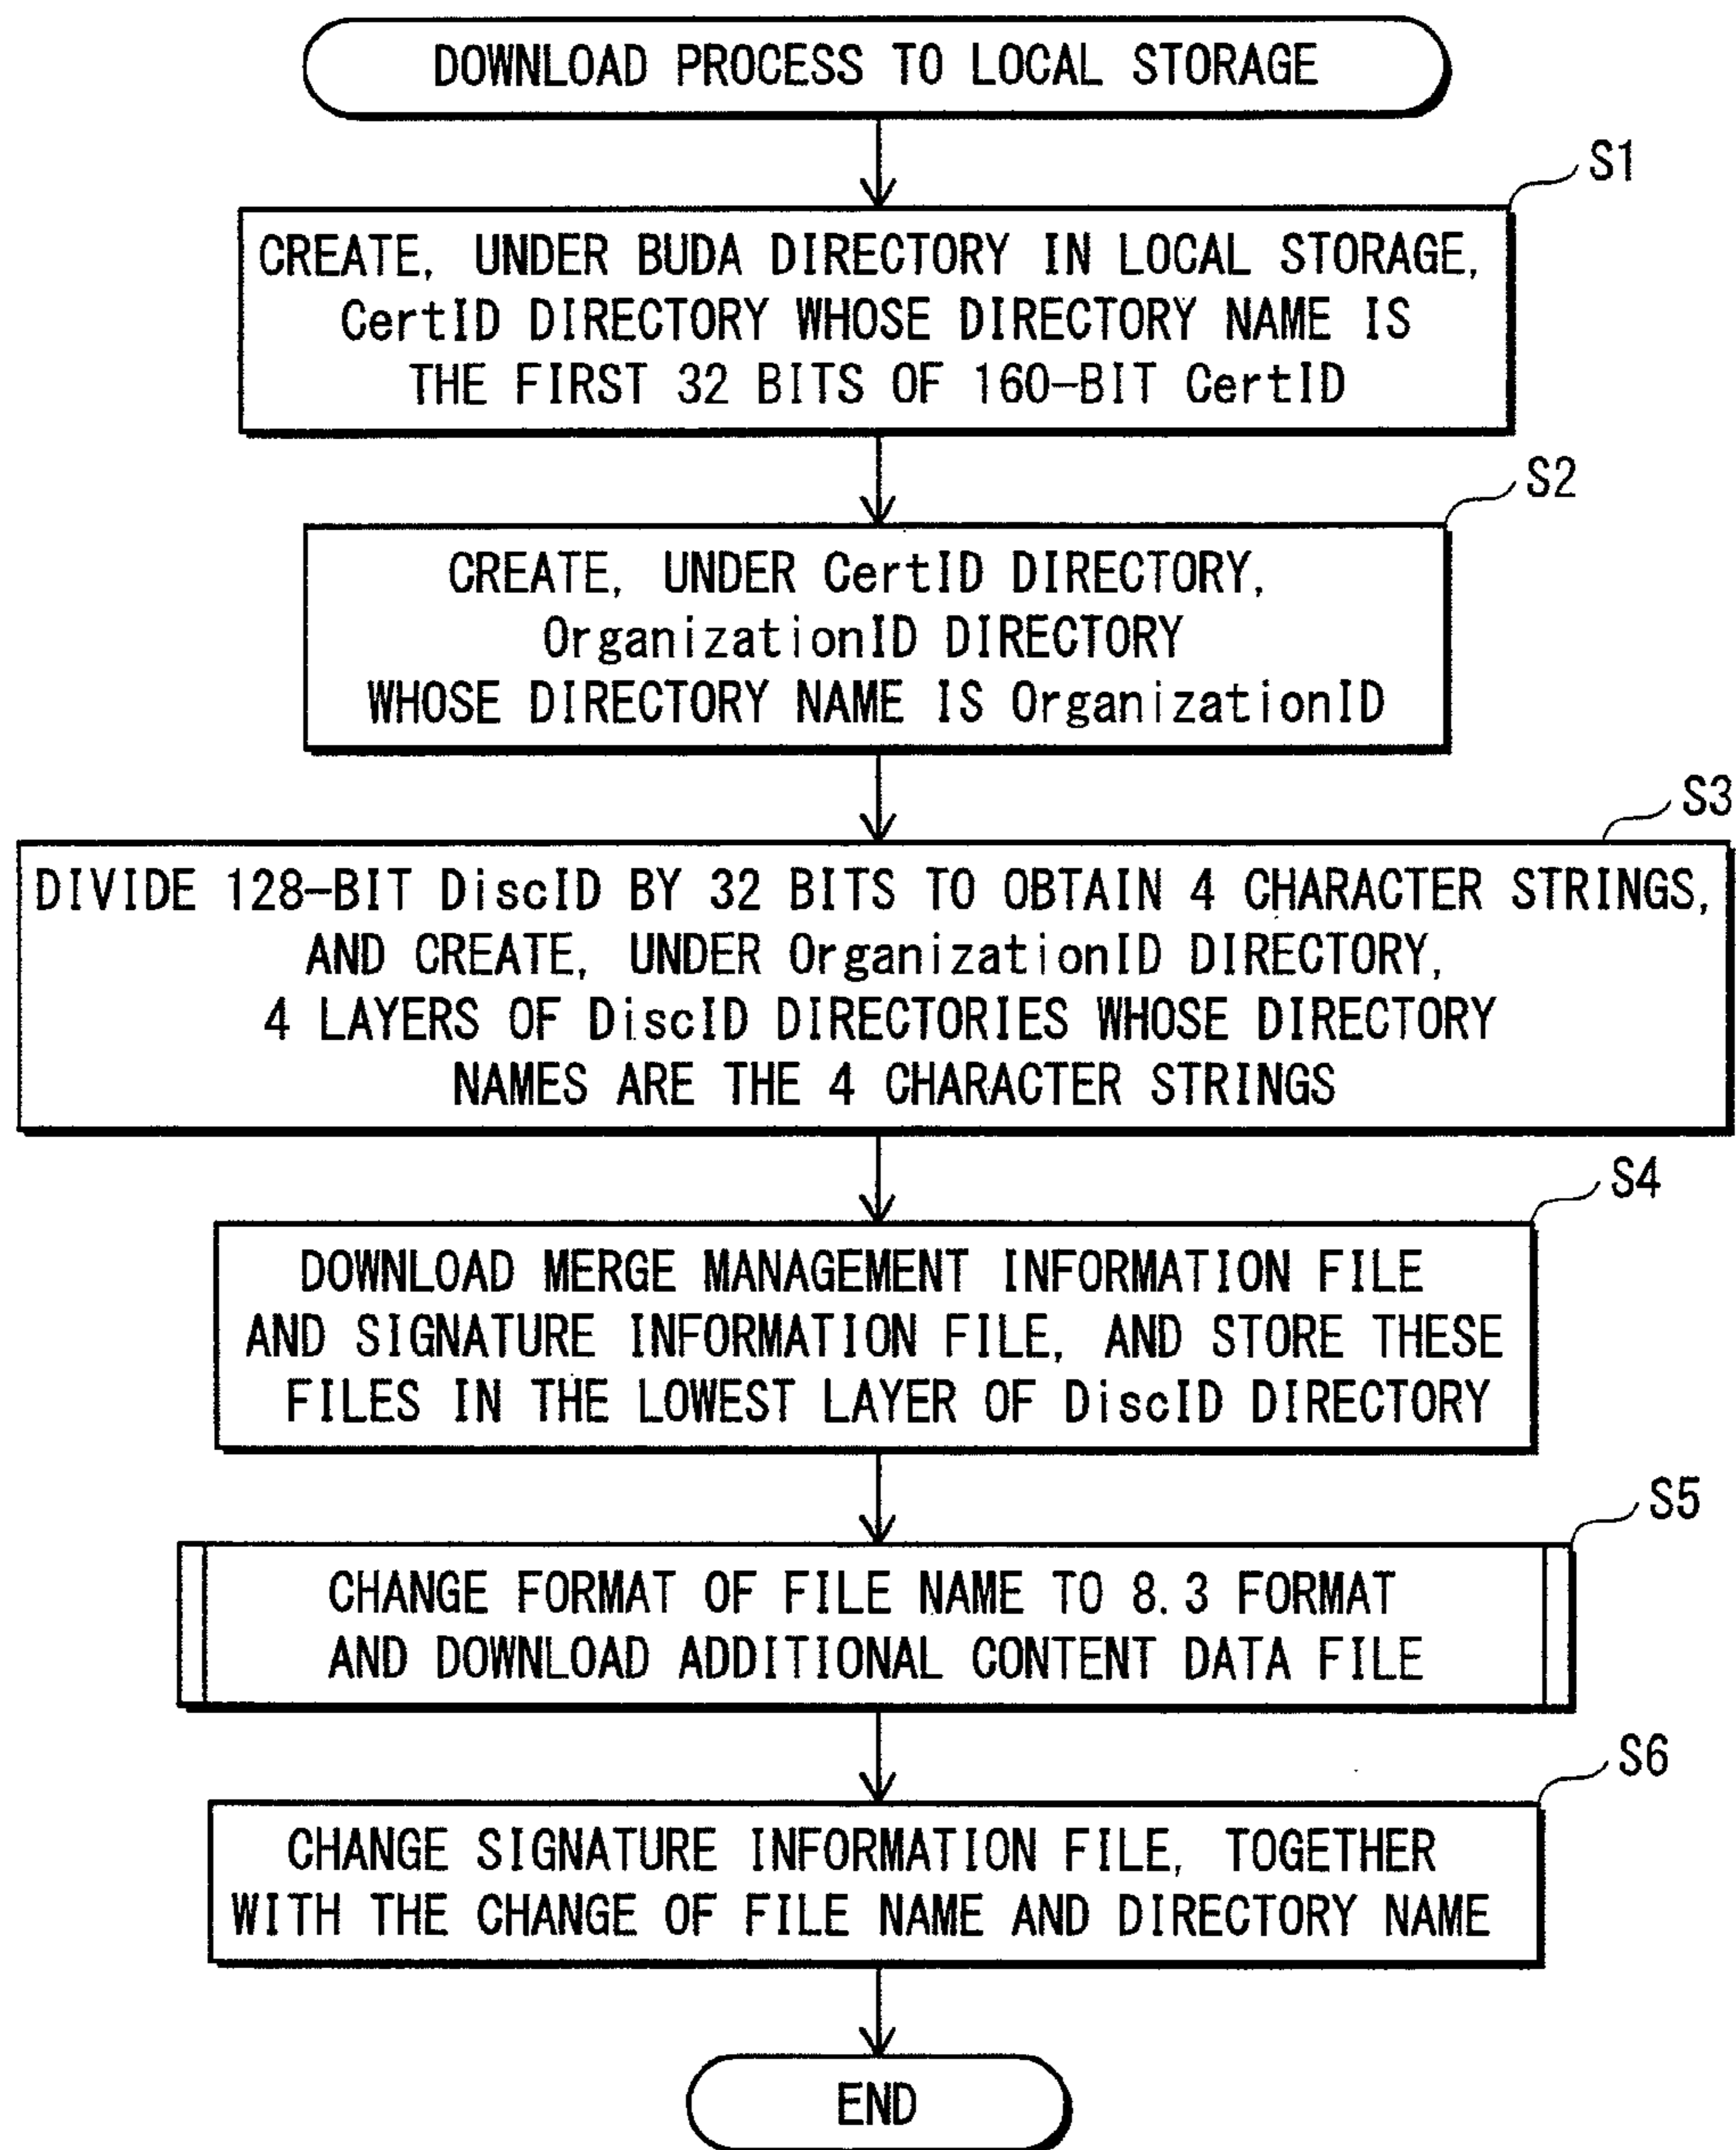 DOWNLOAD PROCESS TO LOCAL STORAGE
S1
CREATE, UNDER BUDA DIRECTORY IN LOCAL STORAGE,
CertID DIRECTORY WHOSE DIRECTORY NAME IS
THE FIRST 32 BITS OF 160-BIT CertID
S2
CREATE, UNDER CertID DIRECTORY,
OrganizationID DIRECTORY
WHOSE DIRECTORY NAME IS OrganizationID
S3
DIVIDE 128-BIT DiscID BY 32 BITS TO OBTAIN 4 CHARACTER STRINGS,
AND CREATE, UNDER OrganizationID DIRECTORY,
4 LAYERS OF DiscID DIRECTORIES WHOSE DIRECTORY
NAMES ARE THE 4 CHARACTER STRINGS
S4
DOWNLOAD MERGE MANAGEMENT INFORMATION FILE
AND SIGNATURE INFORMATION FILE, AND STORE THESE
FILES IN THE LOWEST LAYER OF DiscID DIRECTORY
S5
CHANGE FORMAT OF FILE NAME TO 8.3 FORMAT
AND DOWNLOAD ADDITIONAL CONTENT DATA FILE
S6
CHANGE SIGNATURE INFORMATION FILE, TOGETHER
WITH THE CHANGE OF FILE NAME AND DIRECTORY NAME
END